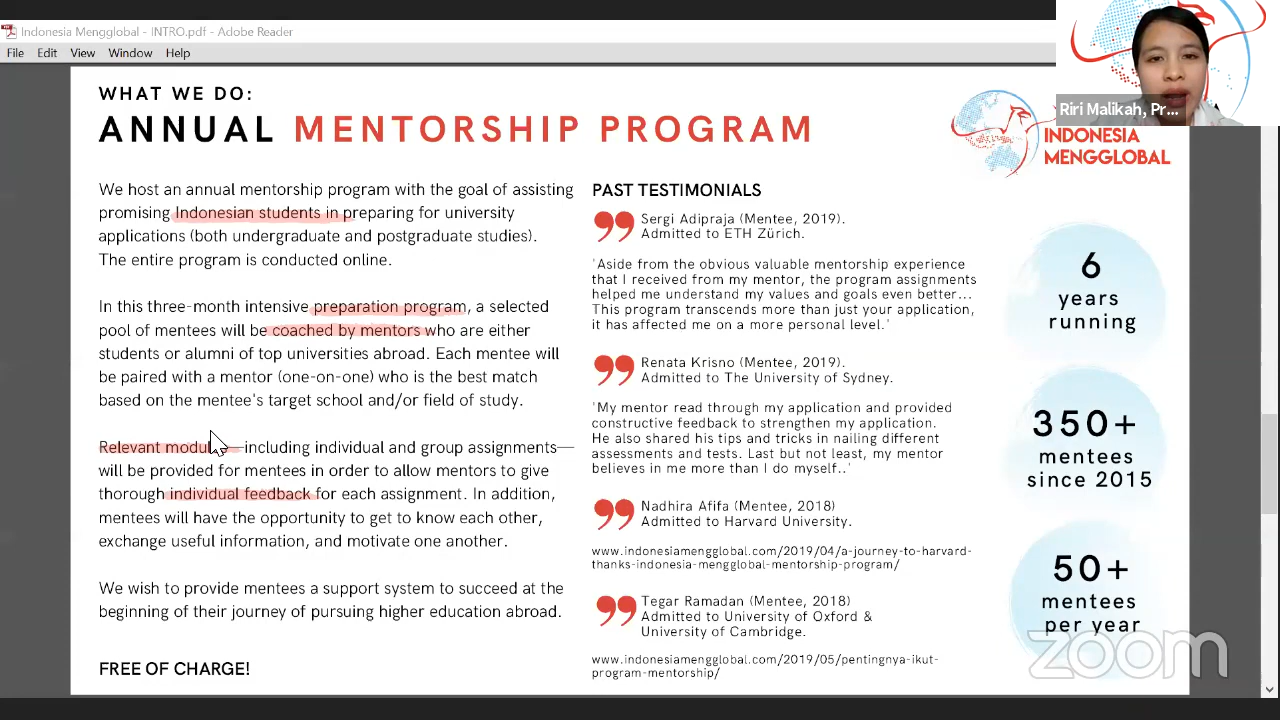 Indonesia Mengglobal - INTRO.pdf - Adobe Reader
File Edit View Window Help
Riri Malikah, Pr...
WHAT WE DO:
ANNUAL MENTORSHIP PROGRAM
INDONESIA
MENGGLOBAL
We host an annual mentorship program with the goal of assisting
promising Indonesian students in preparing for university
applications (both undergraduate and postgraduate studies).
The entire program is conducted online.
In this three-month intensive preparation program, a selected
pool of mentees will be coached by mentors who are either
students or alumni of top universities abroad. Each mentee will
be paired with a mentor (one-on-one) who is the best match
based on the mentee's target school and/or field of study.
Relevant modul—including individual and group assignments—
will be provided for mentees in order to allow mentors to give
thorough individual feedback for each assignment. In addition,
mentees will have the opportunity to get to know each other,
exchange useful information, and motivate one another.
We wish to provide mentees a support system to succeed at the
beginning of their journey of pursuing higher education abroad.
FREE OF CHARGE!
PAST TESTIMONIALS
Sergi Adipraja (Mentee, 2019).
Admitted to ETH Zürich.
'Aside from the obvious valuable mentorship experience
that I received from my mentor, the program assignments
helped me understand my values and goals even better...
This program transcends more than just your application,
it has affected me on a more personal level.'
Renata Krisno (Mentee, 2019).
Admitted to The University of Sydney.
'My mentor read through my application and provided
constructive feedback to strengthen my application.
He also shared his tips and tricks in nailing different
assessments and tests. Last but not least, my mentor
believes in me more than I do myself..'
Nadhira Afifa (Mentee, 2018)
Admitted to Harvard University.
www.indonesiamengglobal.com/2019/04/a-journey-to-harvard-
thanks-indonesia-mengglobal-mentorship-program/
Tegar Ramadan (Mentee, 2018)
Admitted to University of Oxford &
University of Cambridge.
www.indonesiamengglobal.com/2019/05/pentingnya-ikut-
program-mentorship/
6
years
running
350+
mentees
since 2015
50+
mentees
per year
zoom